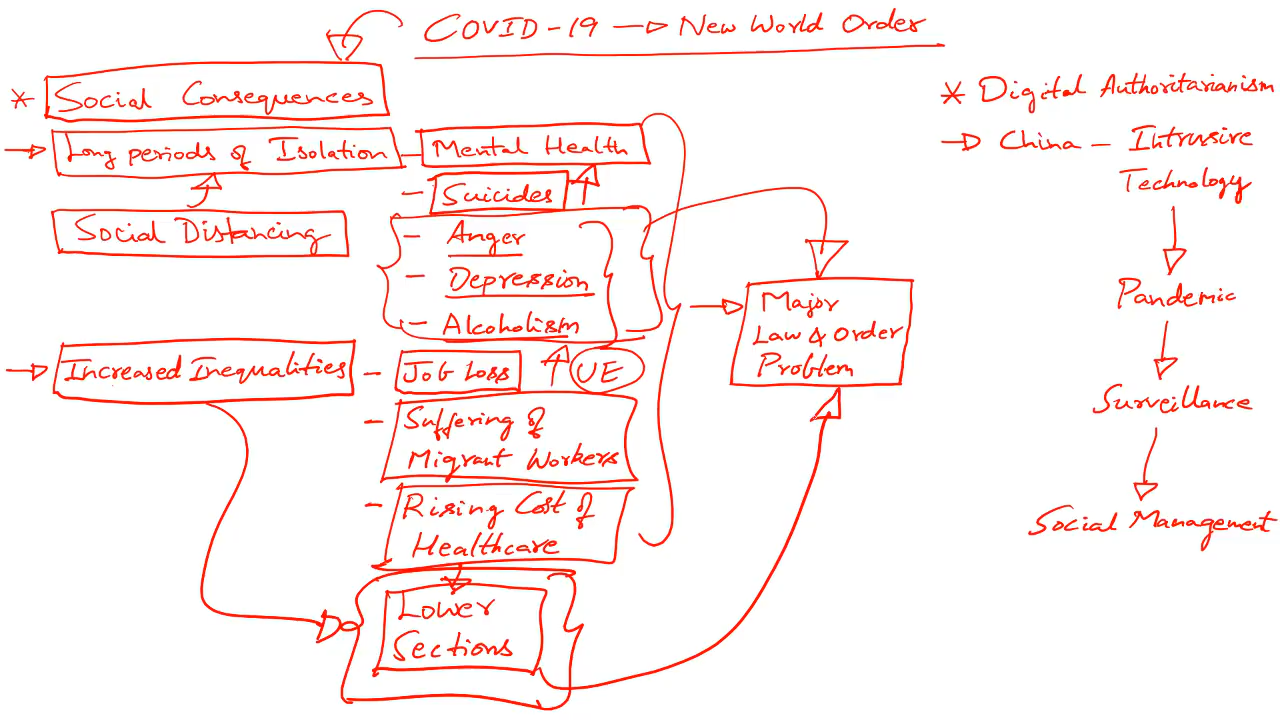 COVID-19 → New World Order
* Social Consequences
→ Long periods of Isolation
Social Distancing
- Mental Health
- Suicides ↑
- Anger
- Depression
- Alcoholism
→ Increased Inequalities
- Job Loss ↑ UE
- Suffering of
Migrant Workers
- Rising Cost of
Healthcare
Lower
Sections
Major
Law & Order
Problem
* Digital Authoritarianism
→ China - Intrusive
Technology
Pandemic
Surveillance
Social Management